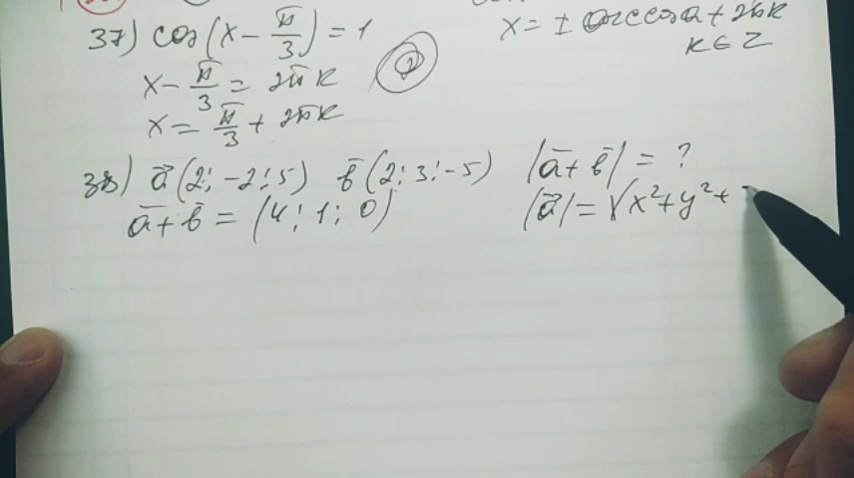 x = ± arccos a + 2πk
k ∈ Z
37) cos(x - π/3) = 1
x - π/3 = 2πk
x = π/3 + 2πk
38) a⃗(2; -2; 5) b⃗(2; 3; -5) |a̅ + b̅| = ?
a̅ + b̅ = (4; 1; 0) |a⃗| = √x² + y² +